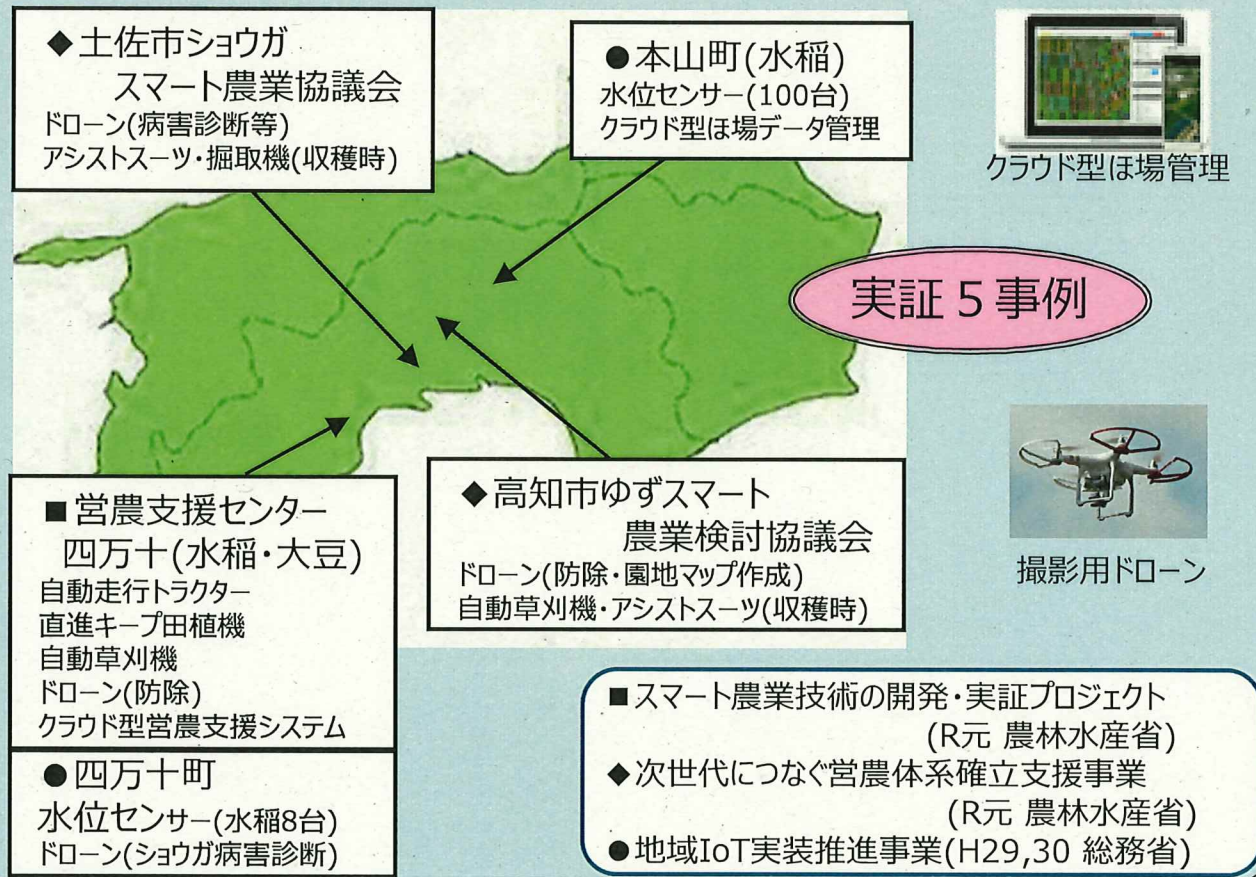 ◆土佐市ショウガ
スマート農業協議会
ドローン(病害診断等)
アシストスーツ・掘取機(収穫時)
●本山町(水稲)
水位センサー(100台)
クラウド型ほ場データ管理
クラウド型ほ場管理
実証5事例
撮影用ドローン
■営農支援センター
四万十(水稲・大豆)
自動走行トラクター
直進キープ田植機
自動草刈機
ドローン(防除)
クラウド型営農支援システム
●四万十町
水位センサー(水稲8台)
ドローン(ショウガ病害診断)
◆高知市ゆずスマート
農業検討協議会
ドローン(防除・園地マップ作成)
自動草刈機・アシストスーツ(収穫時)
■スマート農業技術の開発・実証プロジェクト
(R元 農林水産省)
◆次世代につなぐ営農体系確立支援事業
(R元 農林水産省)
●地域IoT実装推進事業(H29,30 総務省)